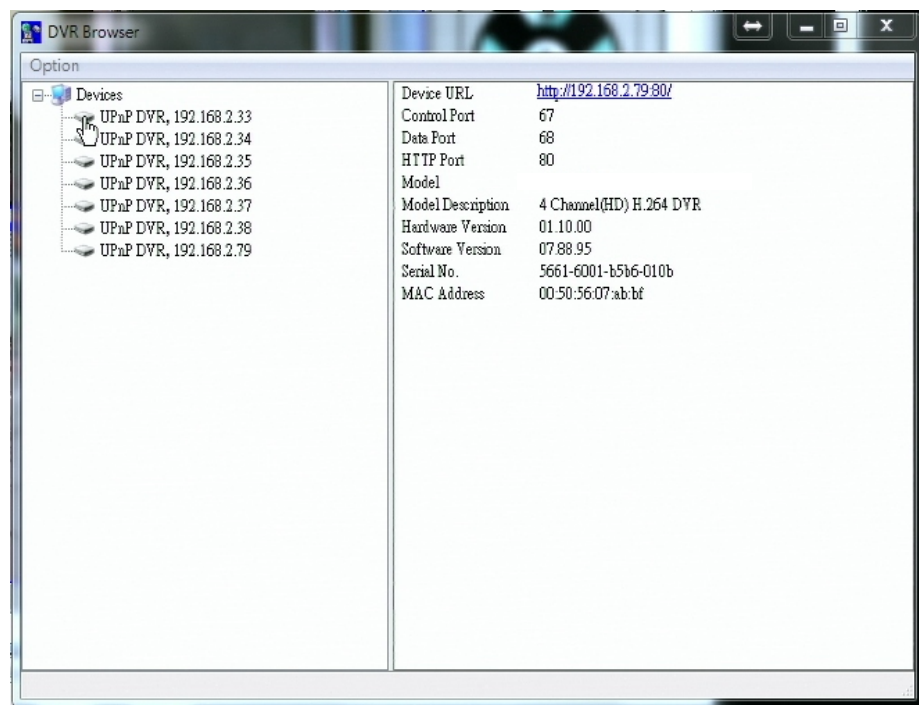 DVR Browser
Option
Devices
UPnP DVR, 192.168.2.33
UPnP DVR, 192.168.2.34
UPnP DVR, 192.168.2.35
UPnP DVR, 192.168.2.36
UPnP DVR, 192.168.2.37
UPnP DVR, 192.168.2.38
UPnP DVR, 192.168.2.79
Device URL http://192.168.2.79:80/
Control Port 67
Data Port 68
HTTP Port 80
Model
Model Description 4 Channel(HD) H.264 DVR
Hardware Version 01.10.00
Software Version 07.88.95
Serial No. 5661-6001-b5b6-010b
MAC Address 00:50:56:07:ab:bf